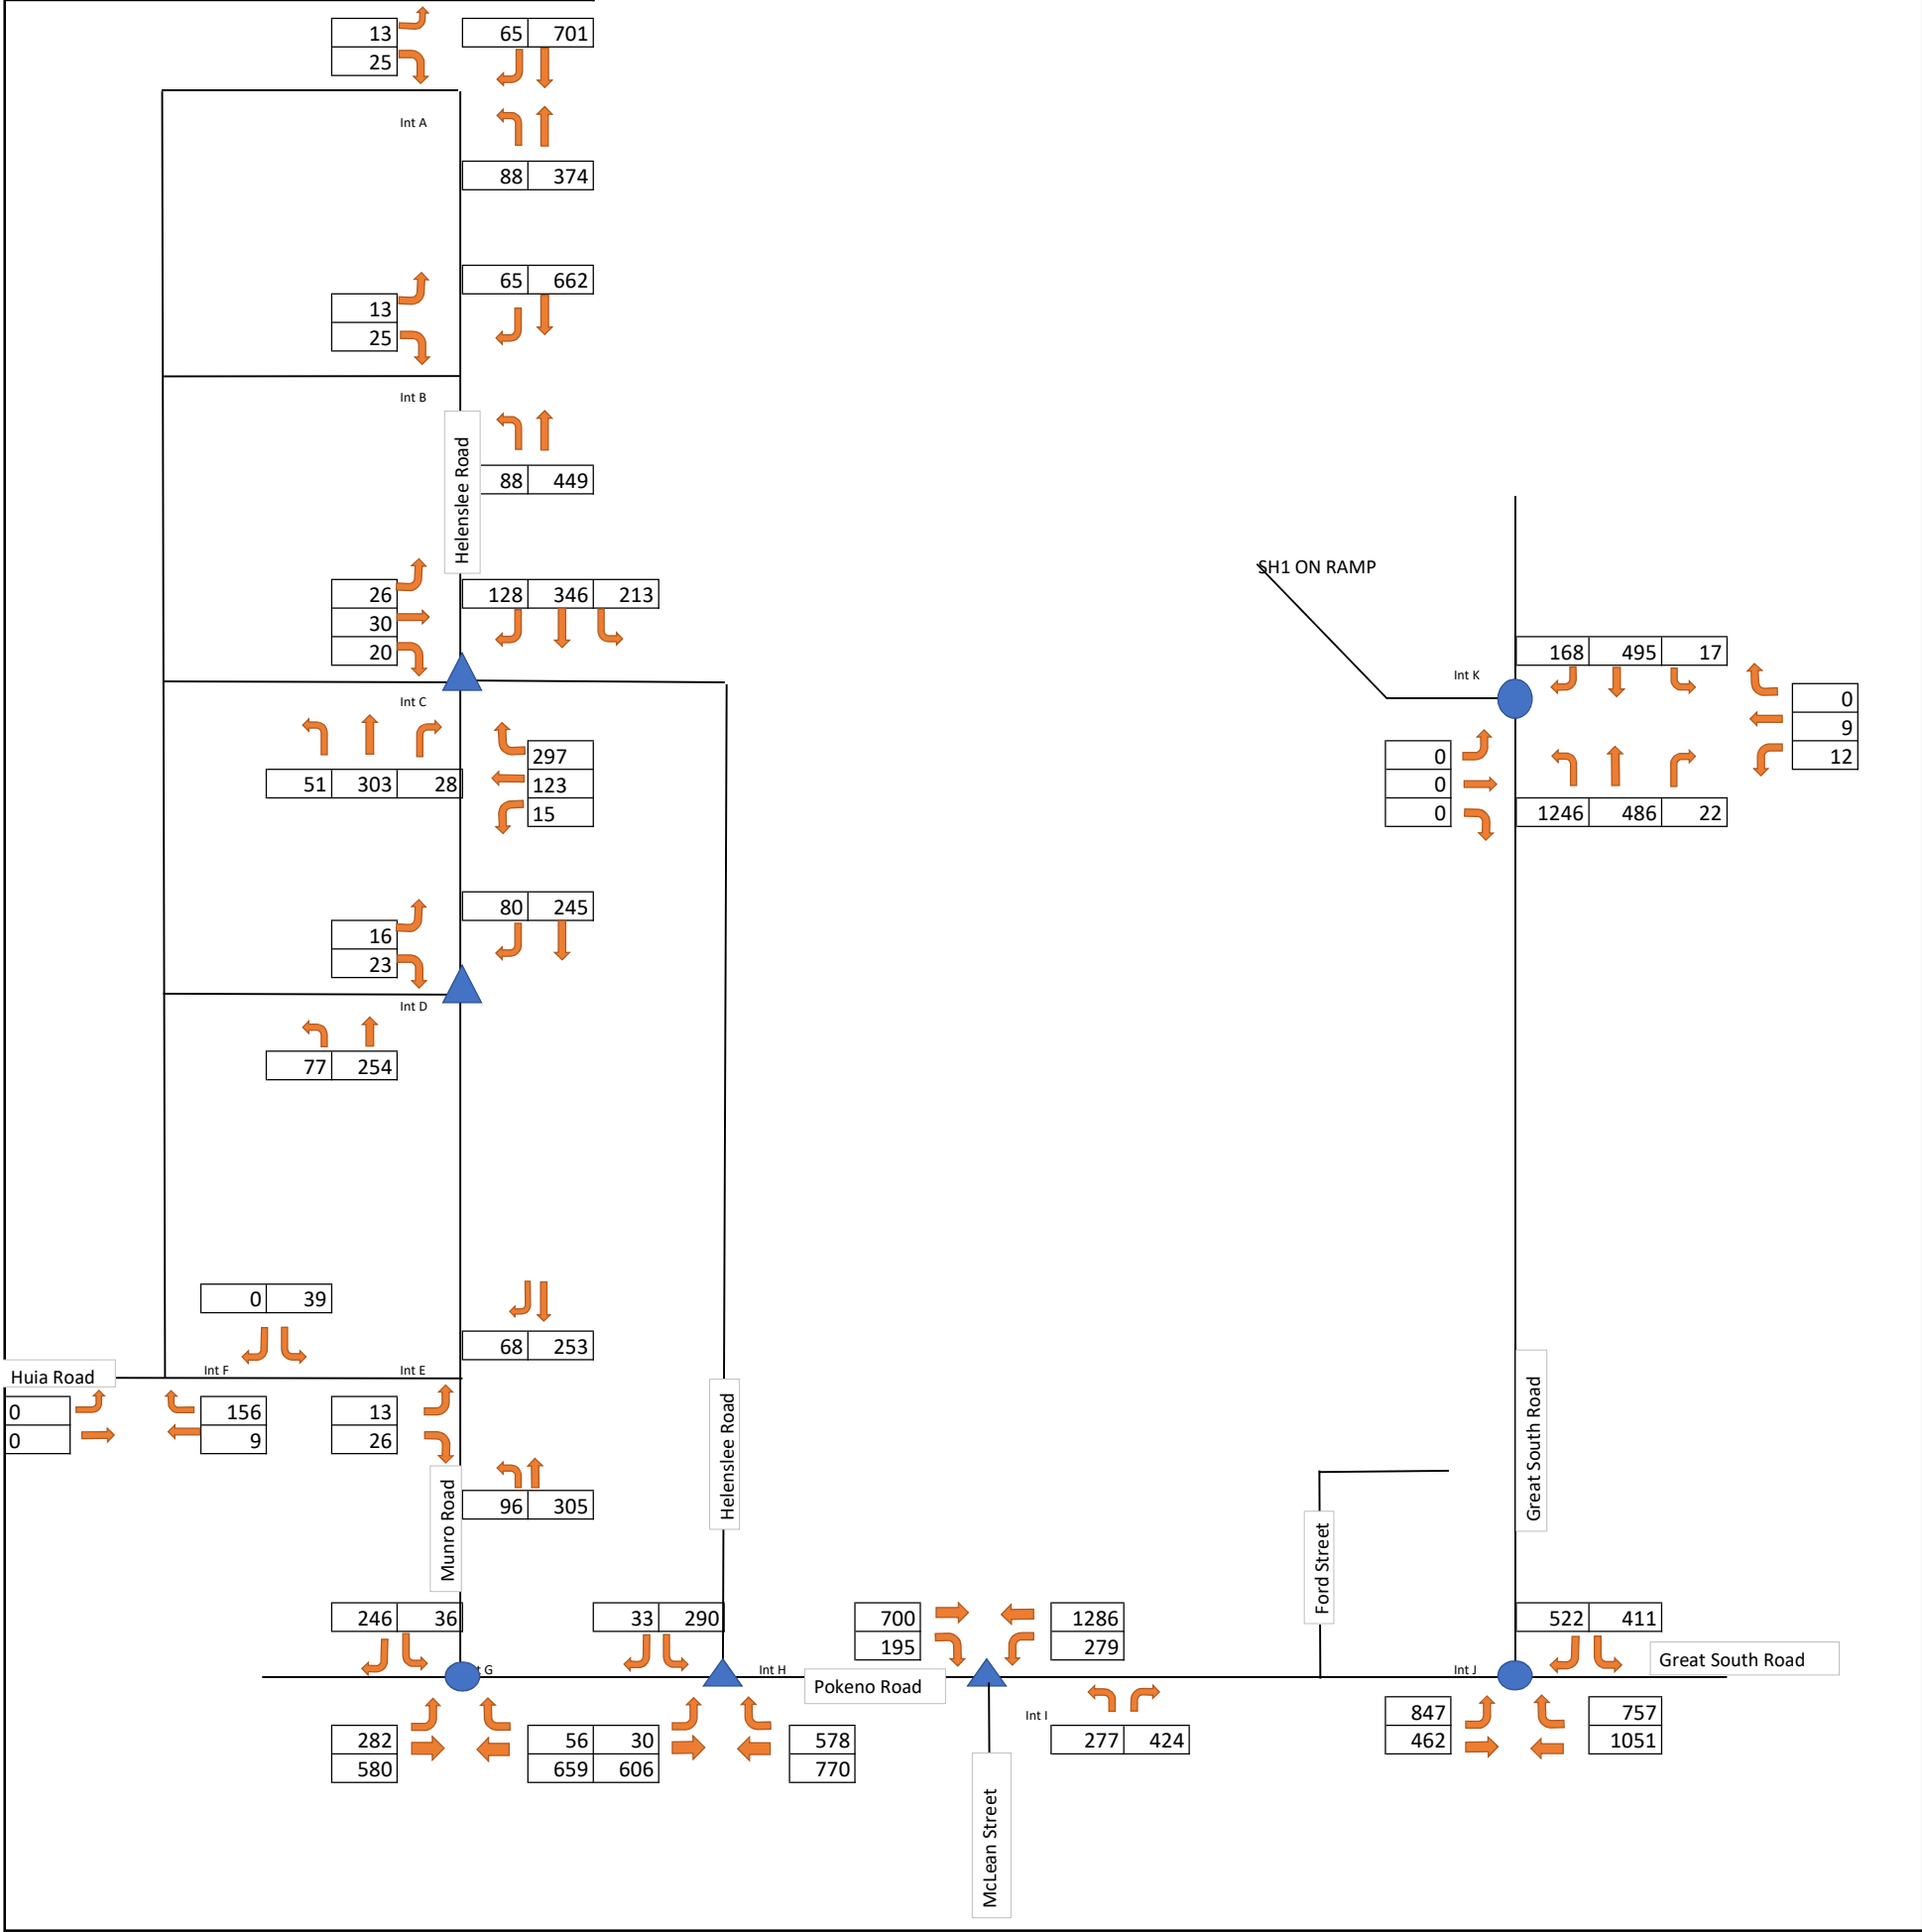 13
65 701
25
Int A
88 374
65 662
13
25
Int B
Helenslee Road
88 449
SH1 ON RAMP
26
128 346 213
30
20
168 495 17
Int K
0
9
12
Int C
297
51 303 28
123
15
0
0
0
1246 486 22
80 245
16
23
Int D
77 254
0 39
68 253
Huia Road
Int F
Int E
0
0
156
9
13
26
Helenslee Road
Great South Road
Munro Road
96 305
Ford Street
246 36
33 290
700
195
1286
279
522 411
Great South Road
t G
Int H
Pokeno Road
Int J
Int I
282
580
56 30
659 606
578
770
277 424
847
462
757
1051
McLean Street